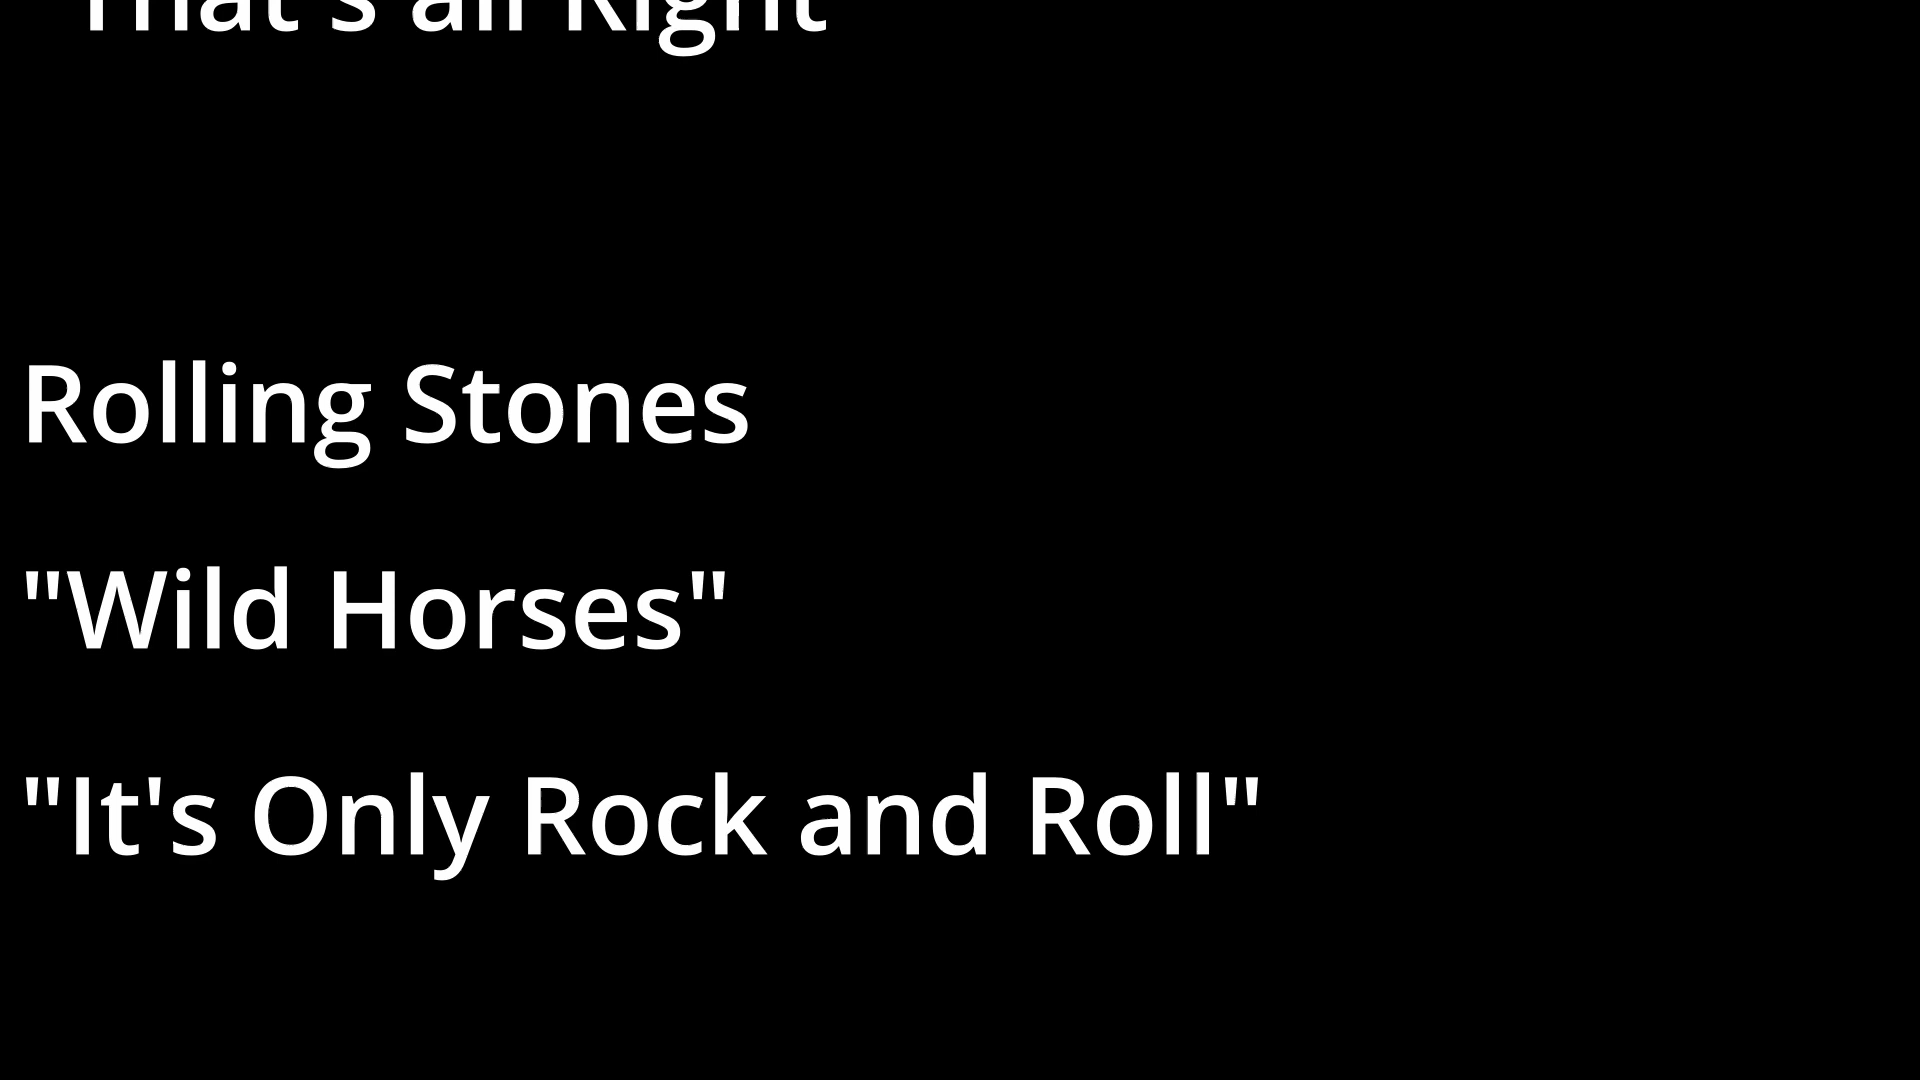 That's all Right
Rolling Stones
"Wild Horses"
"It's Only Rock and Roll"